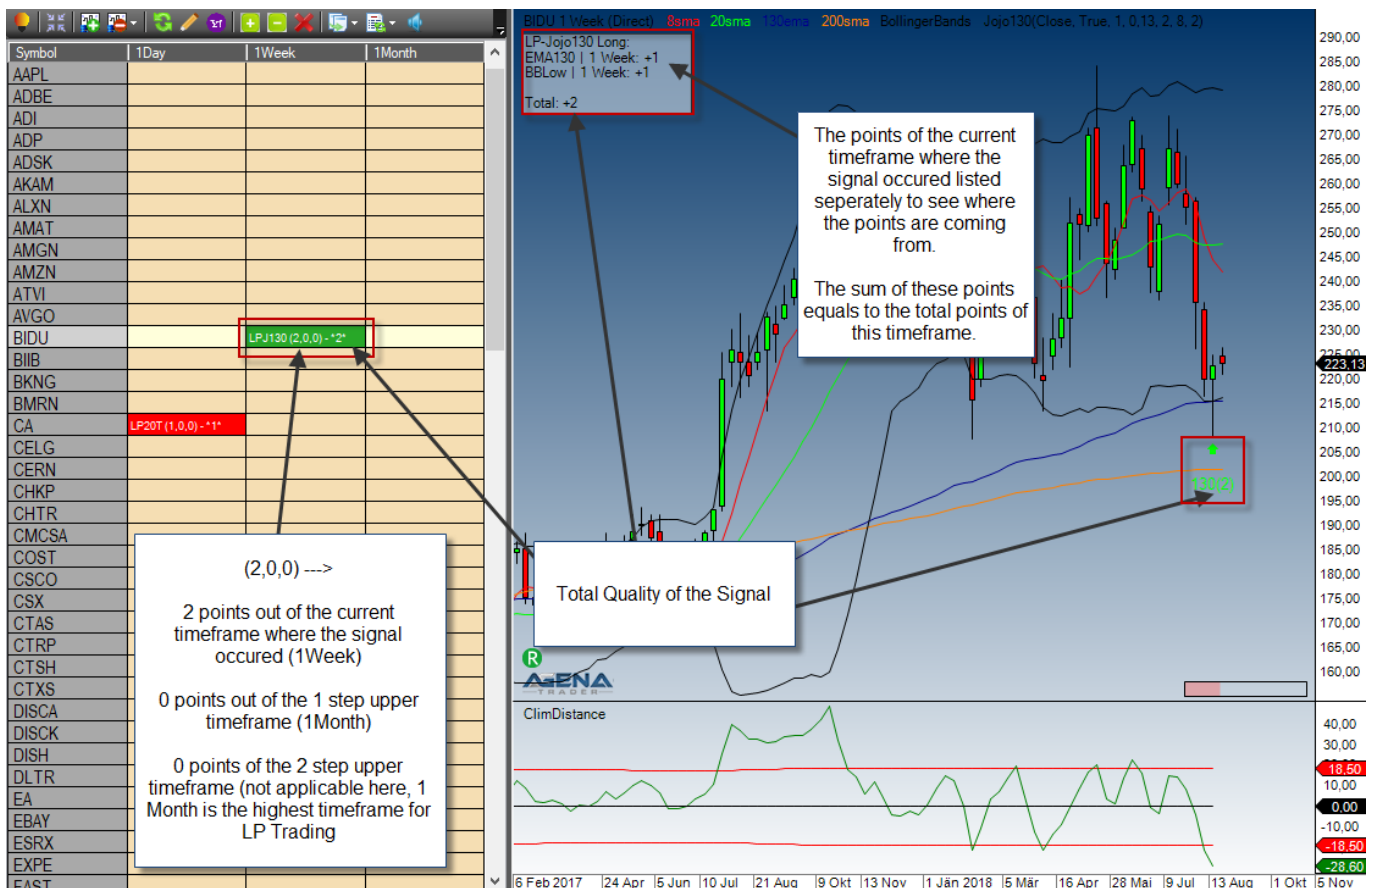 Symbol 1Day 1Week 1Month
AAPL
ADBE
ADI
ADP
ADSK
AKAM
ALXN
AMAT
AMGN
AMZN
ATVI
AVGO
BIDU LPJ130 (2,0,0) - *2*
BIIB
BKNG
BMRN
CA LP20T (1,0,0) - *1*
CELG
CERN
CHKP
CHTR
CMCSA
COST
CSCO
CSX
CTAS
CTRP
CTSH
CTXS
DISCA
DISCK
DISH
DLTR
EA
EBAY
ESRX
EXPE
FAST
(2,0,0) --->
2 points out of the current
timeframe where the signal
occured (1Week)
0 points out of the 1 step upper
timeframe (1Month)
0 points of the 2 step upper
timeframe (not applicable here, 1
Month is the highest timeframe for
LP Trading
BIDU 1 Week (Direct) 8sma 20sma 130ema 200sma BollingerBands Jojo130(Close, True, 1, 0,13, 2, 8, 2)
LP-Jojo130 Long:
EMA130 | 1 Week: +1
BBLow | 1 Week: +1
Total: +2
The points of the current
timeframe where the
signal occured listed
seperately to see where
the points are coming
from.
The sum of these points
equals to the total points of
this timeframe.
Total Quality of the Signal
130(2)
R
AgENA
TRADER
290,00
285,00
280,00
275,00
270,00
265,00
260,00
255,00
250,00
245,00
240,00
235,00
230,00
225,00
223,13
220,00
215,00
210,00
205,00
200,00
195,00
190,00
185,00
180,00
175,00
170,00
165,00
160,00
ClimDistance
40,00
30,00
18,50
10,00
0,00
-10,00
-18,50
-28,60
6 Feb 2017 24 Apr 5 Jun 10 Jul 21 Aug 9 Okt 13 Nov 1 Jän 2018 5 Mär 16 Apr 28 Mai 9 Jul 13 Aug 1 Okt 5 Nov